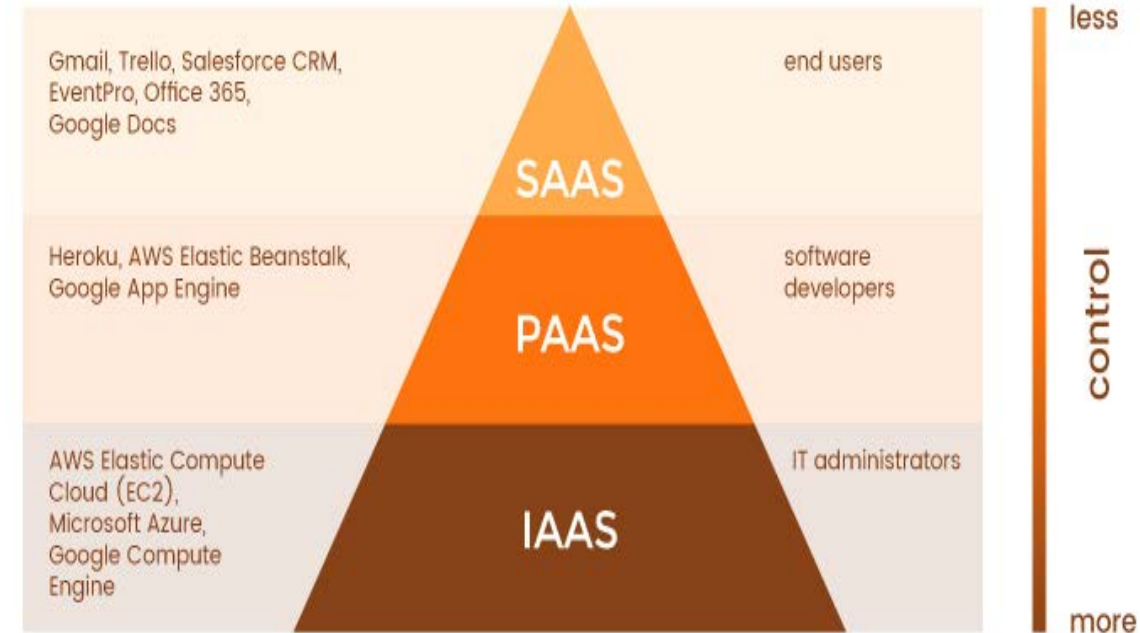 less
Gmail, Trello, Salesforce CRM,
EventPro, Office 365,
Google Docs
end users
SAAS
Heroku, AWS Elastic Beanstalk,
Google App Engine
software
developers
PAAS
control
AWS Elastic Compute
Cloud (EC2),
Microsoft Azure,
Google Compute
Engine
IT administrators
IAAS
more